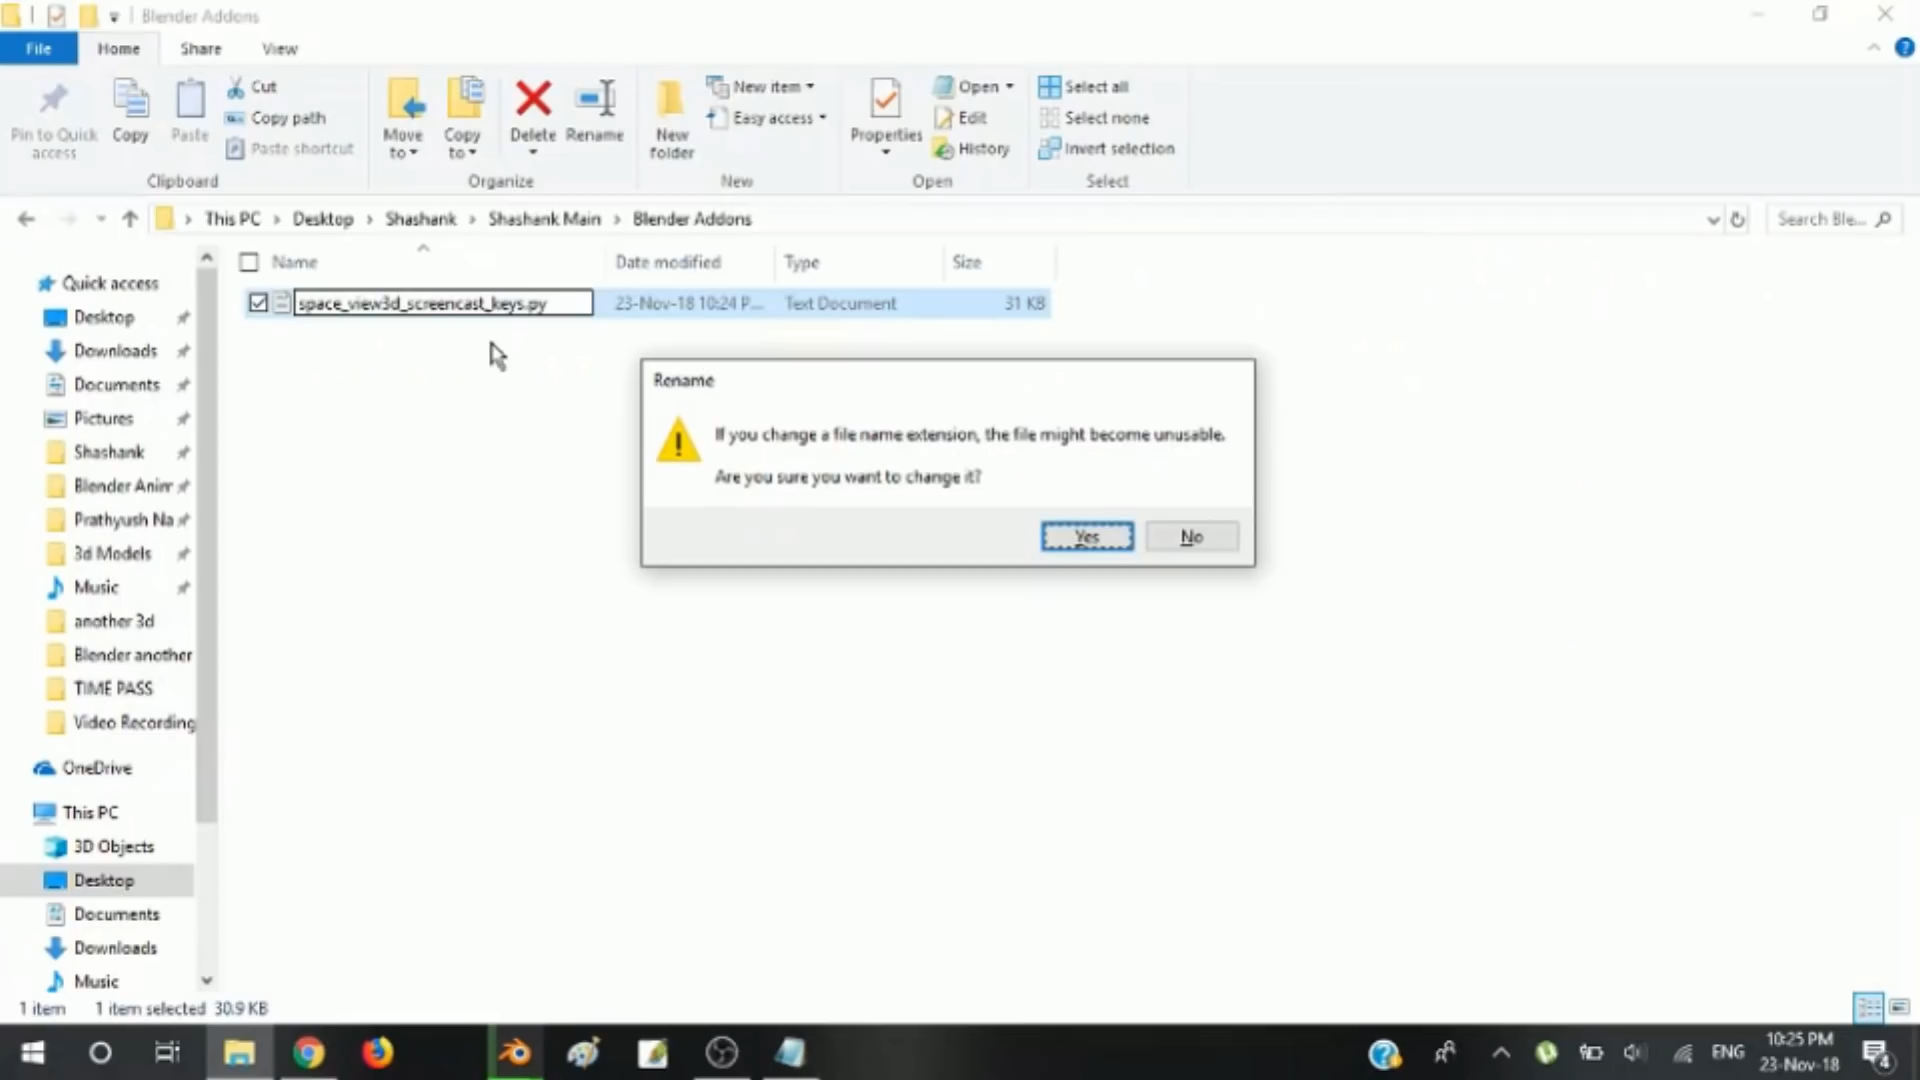 Blender Addons
File Home Share View
Pin to Quick access
Copy
Paste
Cut
Copy path
Paste shortcut
Clipboard
Move to
Copy to
Delete
Rename
Organize
New folder
New item
Easy access
New
Properties
Open
Edit
History
Open
Select all
Select none
Invert selection
Select
This PC > Desktop > Shashank > Shashank Main > Blender Addons
Search Ble...
Name Date modified Type Size
space_view3d_screencast_keys.py 23-Nov-18 10:24 P... Text Document 31 KB
Quick access
Desktop
Downloads
Documents
Pictures
Shashank
Blender Anim
Prathyush Na
3d Models
Music
another 3d
Blender another
TIME PASS
Video Recording
OneDrive
This PC
3D Objects
Desktop
Documents
Downloads
Music
Rename
If you change a file name extension, the file might become unusable.
Are you sure you want to change it?
Yes No
1 item 1 item selected 30.9 KB
ENG
10:25 PM
23-Nov-18
4